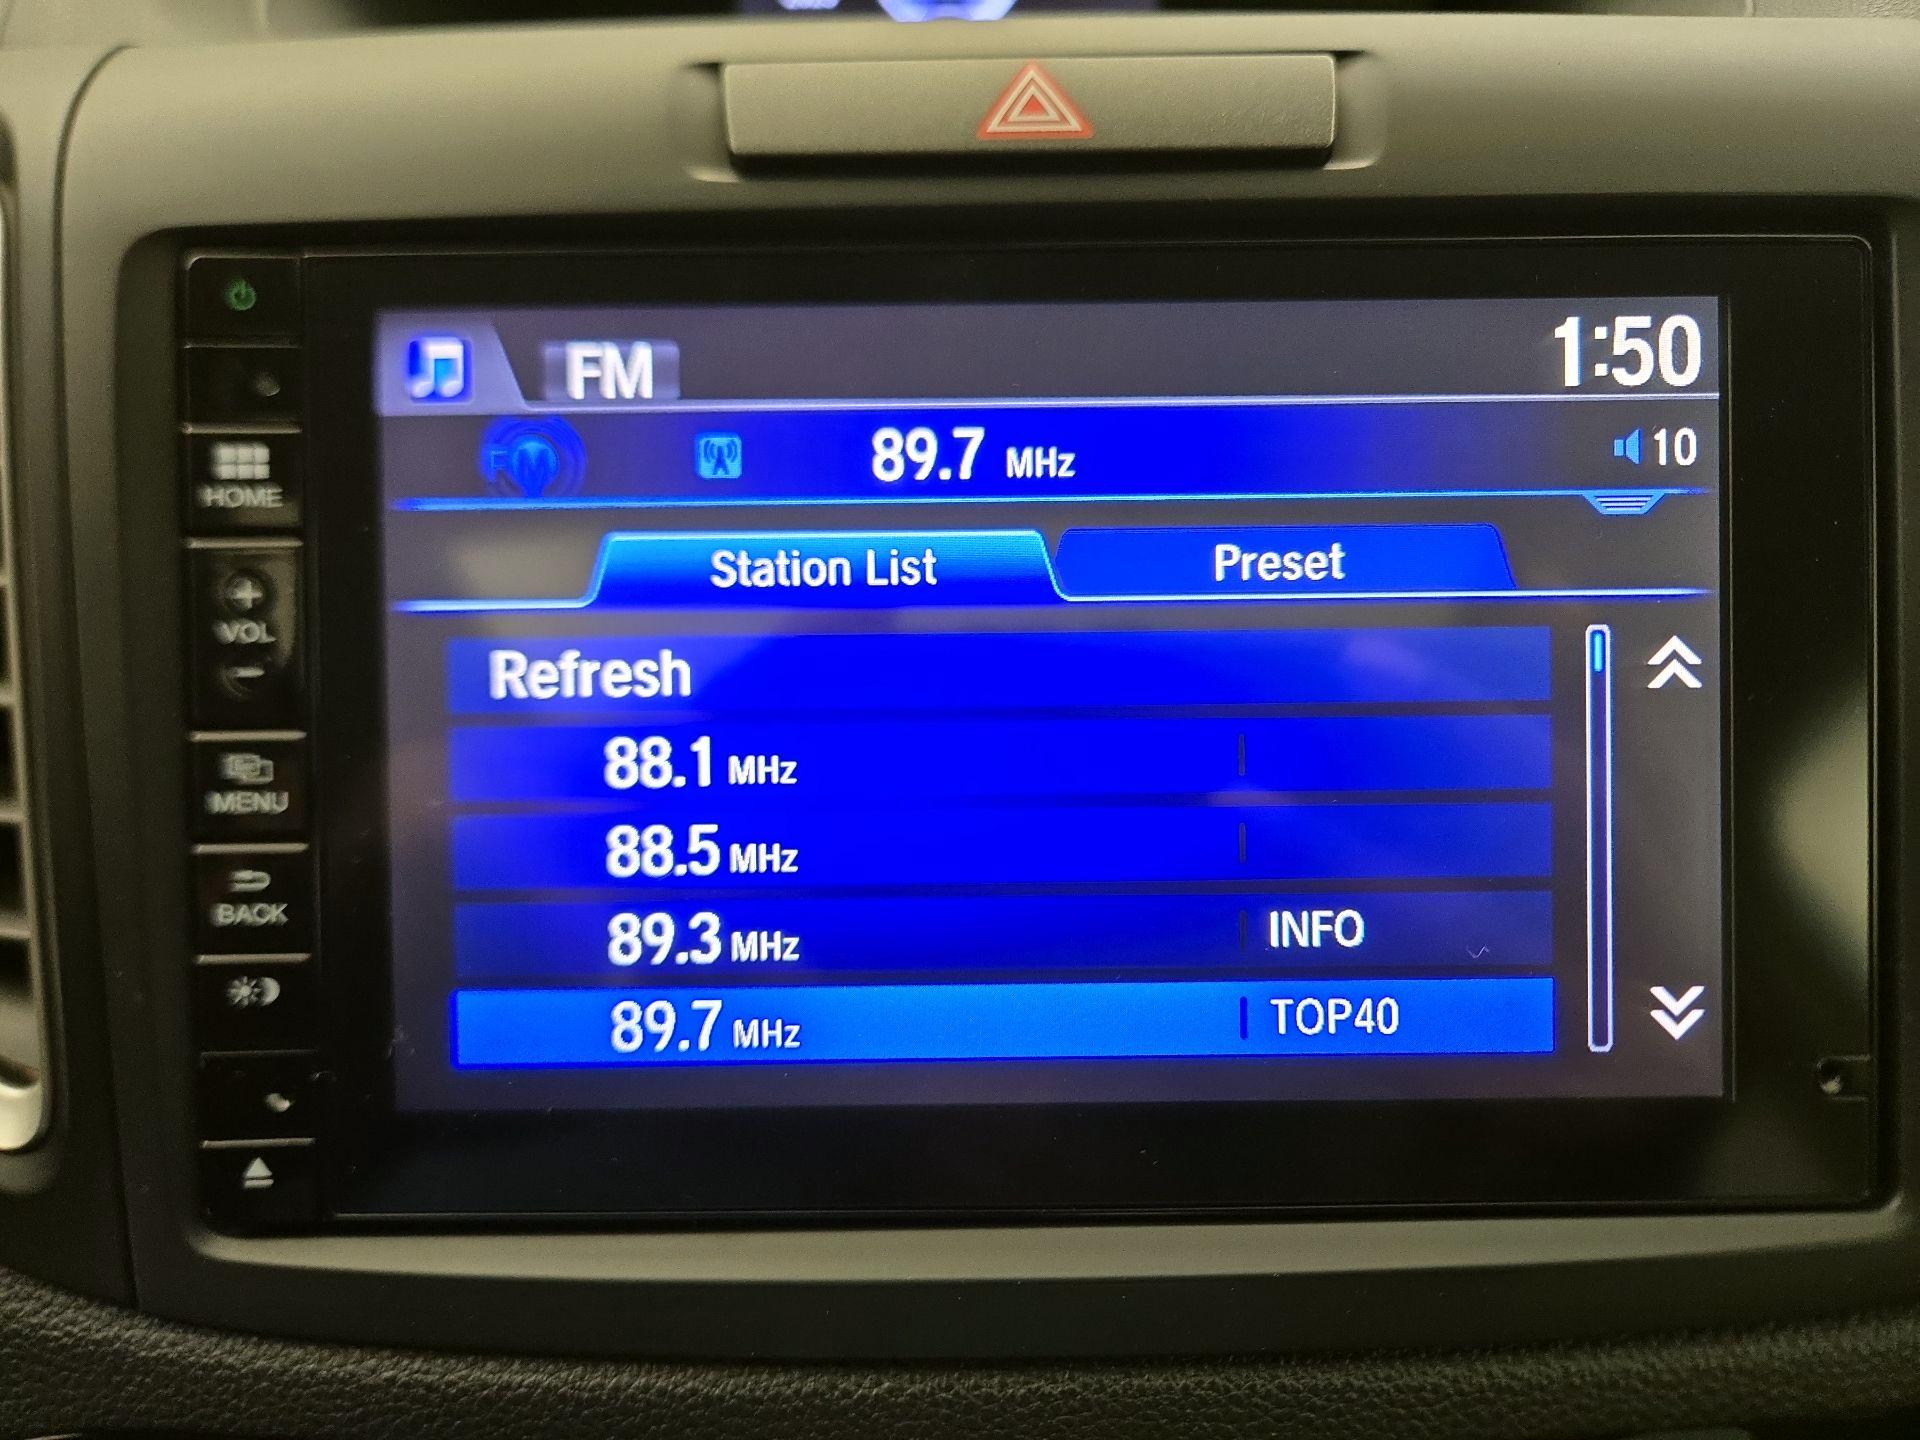 FM
1:50
FM
89.7 MHz
10
HOME
Station List
Preset
VOL
Refresh
88.1 MHz
MENU
88.5 MHz
BACK
89.3 MHz
INFO
89.7 MHz
TOP40